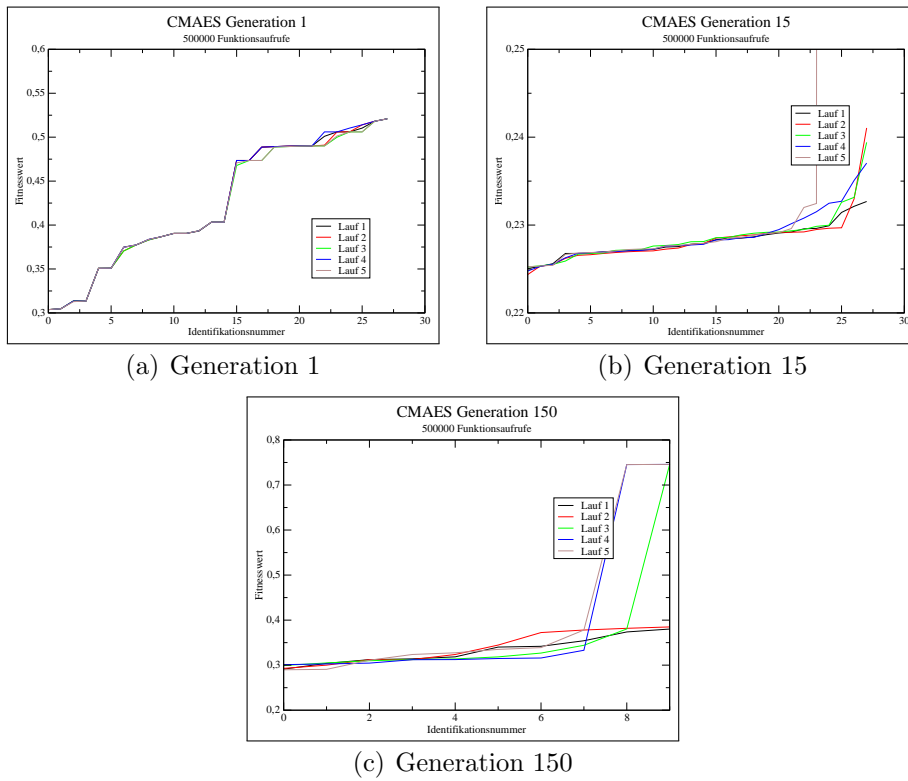 CMAES Generation 1
500000 Funktionsaufrufe
0,6
0,55
0,5
0,45
0,4
0,35
0,3
Fitnesswert
Lauf 1
Lauf 2
Lauf 3
Lauf 4
Lauf 5
0 5 10 15 20 25 30
Identifikationsnummer
(a) Generation 1
CMAES Generation 15
500000 Funktionsaufrufe
0,25
0,24
0,23
0,22
Fitnesswert
Lauf 1
Lauf 2
Lauf 3
Lauf 4
Lauf 5
0 5 10 15 20 25 30
Identifikationsnummer
(b) Generation 15
CMAES Generation 150
500000 Funktionsaufrufe
0,8
0,7
0,6
0,5
0,4
0,3
0,2
Fitnesswert
Lauf 1
Lauf 2
Lauf 3
Lauf 4
Lauf 5
0 2 4 6 8
Identifikationsnummer
(c) Generation 150